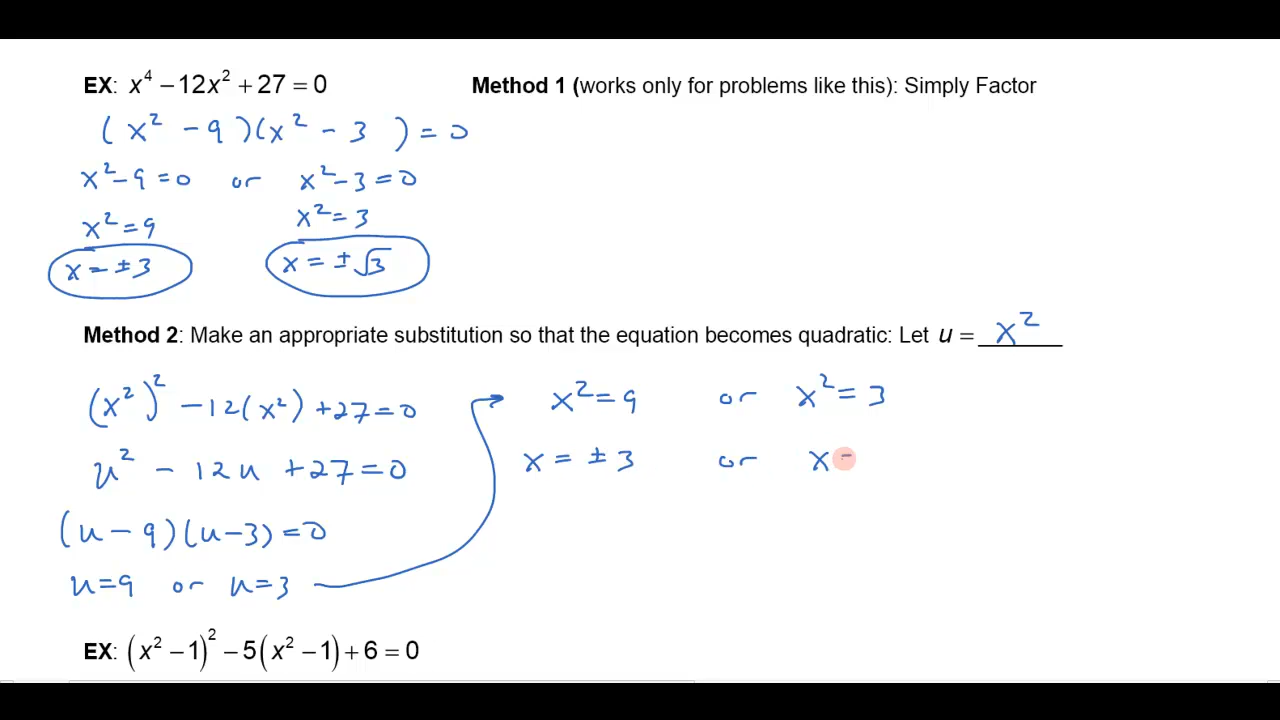 EX: x⁴ − 12x² + 27 = 0 Method 1 (works only for problems like this): Simply Factor
(x² − 9)(x² − 3) = 0
x² − 9 = 0 or x² − 3 = 0
x² = 9 x² = 3
x = ±3 x = ±√3
Method 2: Make an appropriate substitution so that the equation becomes quadratic: Let u = x²
(x²)² − 12(x²) + 27 = 0 x² = 9 or x² = 3
u² − 12u + 27 = 0 x = ±3 or x =
(u − 9)(u − 3) = 0
u = 9 or u = 3
EX: (x² − 1)² − 5(x² − 1) + 6 = 0